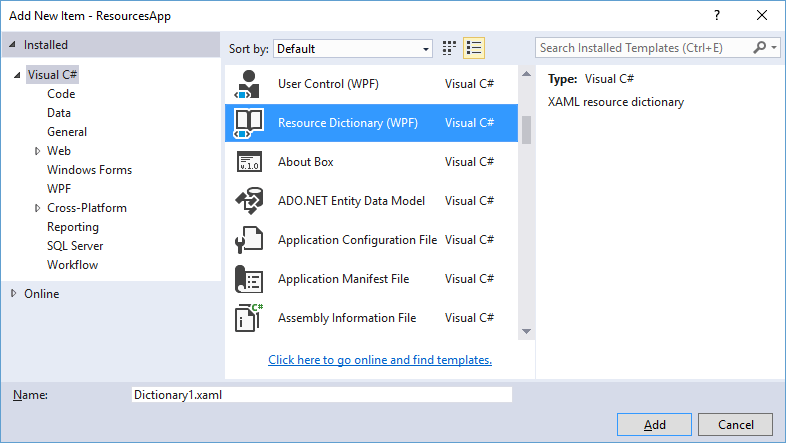 Add New Item - ResourcesApp
Installed
Sort by: Default
Search Installed Templates (Ctrl+E)
Visual C#
Code
Data
General
Web
Windows Forms
WPF
Cross-Platform
Reporting
SQL Server
Workflow
Online
User Control (WPF) Visual C#
Resource Dictionary (WPF) Visual C#
v.1.0
About Box Visual C#
ADO.NET Entity Data Model Visual C#
Application Configuration File Visual C#
Application Manifest File Visual C#
C#
Assembly Information File Visual C#
Click here to go online and find templates.
Type: Visual C#
XAML resource dictionary
Name: Dictionary1.xaml
Add Cancel